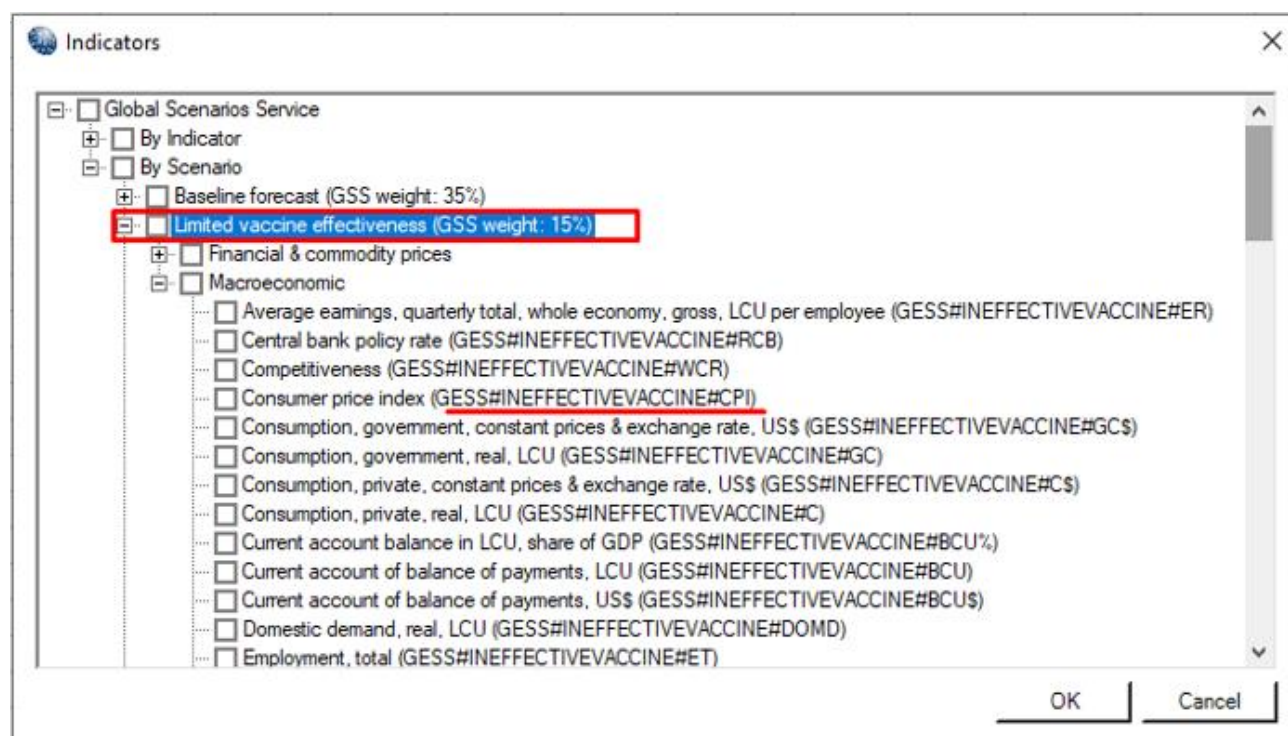 Indicators
Global Scenarios Service
By Indicator
By Scenario
Baseline forecast (GSS weight: 35%)
Limited vaccine effectiveness (GSS weight: 15%)
Financial & commodity prices
Macroeconomic
Average earnings, quarterly total, whole economy, gross, LCU per employee (GESS#INEFFECTIVEVACCINE#ER)
Central bank policy rate (GESS#INEFFECTIVEVACCINE#RCB)
Competitiveness (GESS#INEFFECTIVEVACCINE#WCR)
Consumer price index (GESS#INEFFECTIVEVACCINE#CPI)
Consumption, government, constant prices & exchange rate, US$ (GESS#INEFFECTIVEVACCINE#GC$)
Consumption, government, real, LCU (GESS#INEFFECTIVEVACCINE#GC)
Consumption, private, constant prices & exchange rate, US$ (GESS#INEFFECTIVEVACCINE#C$)
Consumption, private, real, LCU (GESS#INEFFECTIVEVACCINE#C)
Current account balance in LCU, share of GDP (GESS#INEFFECTIVEVACCINE#BCU%)
Current account of balance of payments, LCU (GESS#INEFFECTIVEVACCINE#BCU)
Current account of balance of payments, US$ (GESS#INEFFECTIVEVACCINE#BCU$)
Domestic demand, real, LCU (GESS#INEFFECTIVEVACCINE#DOMD)
Employment, total (GESS#INEFFECTIVEVACCINE#ET)
OK Cancel